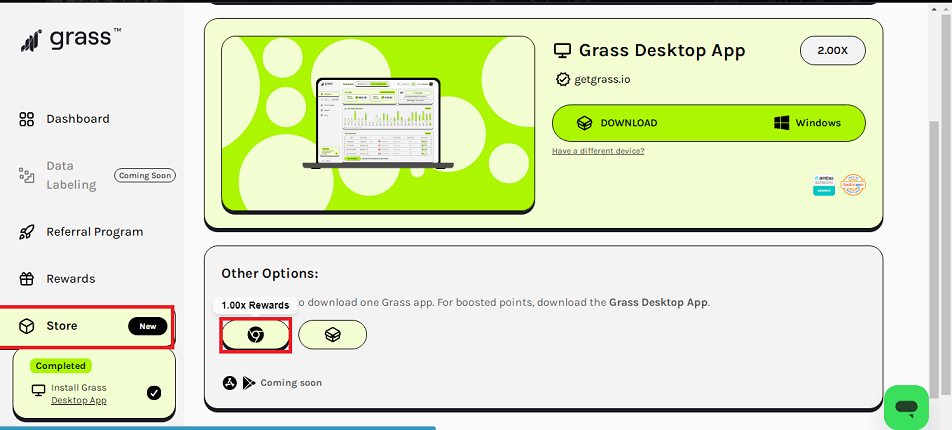 grass™
Dashboard
Data
Labeling
Coming Soon
Referral Program
Rewards
Store
New
Completed
Install Grass
Desktop App
Grass Desktop App
2.00X
getgrass.io
DOWNLOAD
Windows
Have a different device?
Other Options:
1.00x Rewards
o download one Grass app. For boosted points, download the Grass Desktop App.
Coming soon